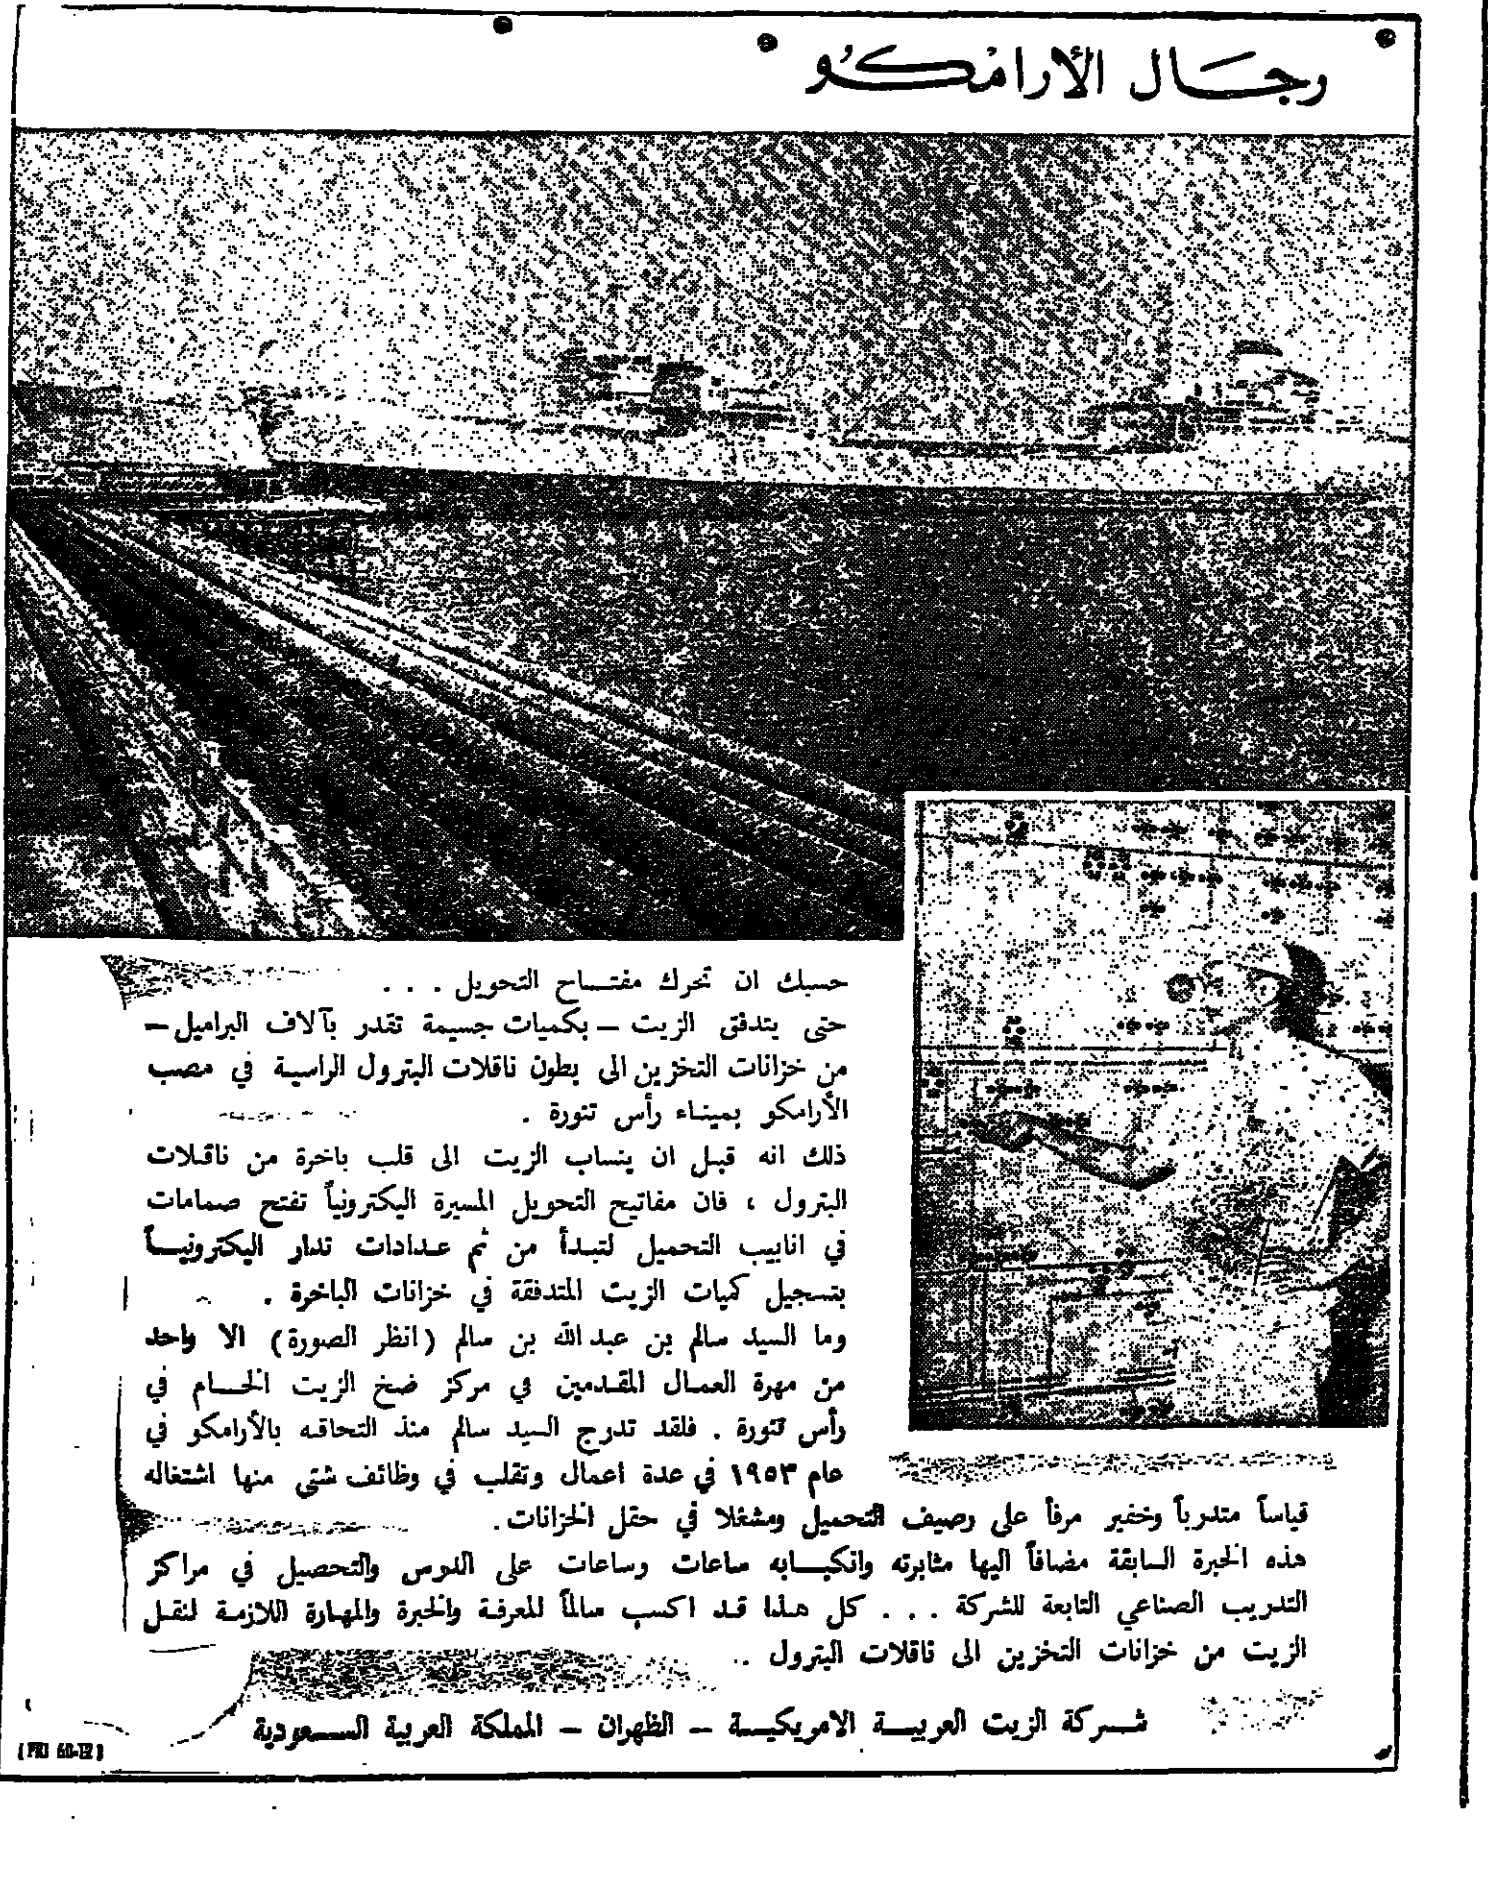 رجال الأرامكو
حسبك ان تحرك مفتاح التحويل . . .
حتى يتدفق الزيت – بكميات جسيمة تقدر بآلاف البراميل –
من خزانات التخزين الى بطون ناقلات البترول الراسية في مصب
الأرامكو بميناء رأس تنورة .
ذلك انه قبل ان ينساب الزيت الى قلب باخرة من ناقلات
البترول ، فان مفاتيح التحويل المسيرة اليكترونياً تفتح صمامات
في انابيب التحميل لتبدأ من ثم عدادات تدار اليكترونياً
بتسجيل كميات الزيت المتدفقة في خزانات الباخرة .
وما السيد سالم بن عبد الله بن سالم (انظر الصورة) الا واحد
من مهرة العمال المقدمين في مركز ضخ الزيت الخام في
رأس تنورة . فلقد تدرج السيد سالم منذ التحاقه بالأرامكو في
عام ١٩٥٣ في عدة اعمال وتقلب في وظائف شتى منها اشتغاله
قياساً متدرباً وخفير مرفأ على رصيف التحميل ومشغلا في حقل الخزانات .
هذه الخبرة السابقة مضافاً اليها مثابرته وانكبابه ساعات وساعات على الدرس والتحصيل في مراكز
التدريب الصناعي التابعة للشركة . . . كل هذا قد اكسب سالماً المعرفة والخبرة والمهارة اللازمة لنقل
الزيت من خزانات التخزين الى ناقلات البترول ..
شركة الزيت العربية الامريكية – الظهران – المملكة العربية السعودية